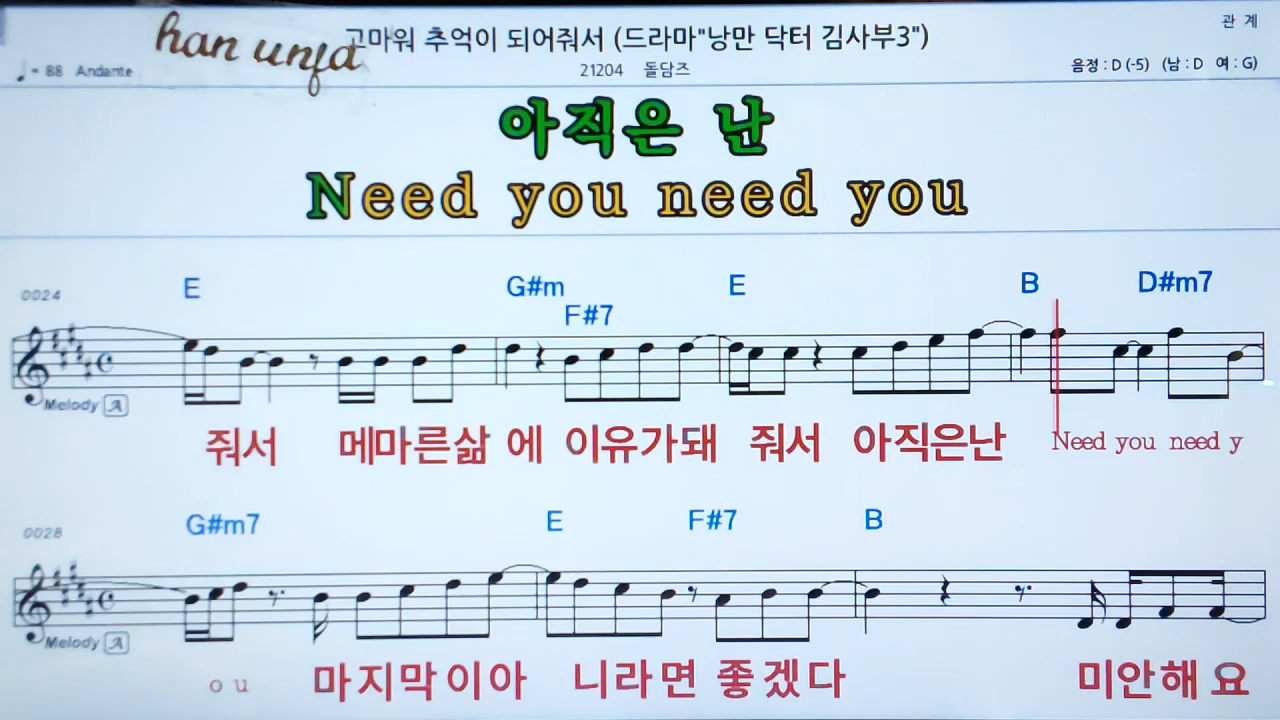 han unja
고마워 추억이 되어줘서 (드라마"낭만 닥터 김사부3")
관 계
♩= 88 Andante
21204 돌담즈
음정 : D (-5) (남 : D 여 : G)
아직은 난
Need you need you
0024 E G#m F#7 E B D#m7
Melody A
줘서 메마른삶 에 이유가돼 줘서 아직은난 Need you need y
0028 G#m7 E F#7 B
Melody A
o u 마지막이아 니라면 좋겠다 미안해 요